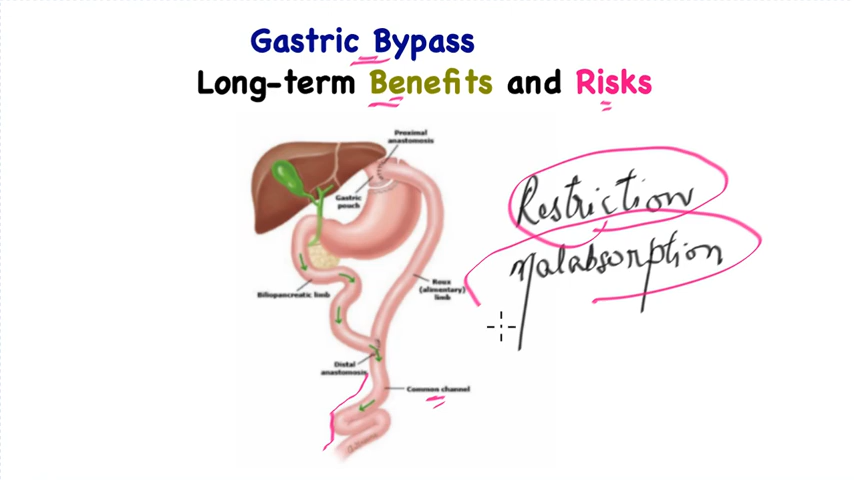 Gastric Bypass
Long-term Benefits and Risks
Proximal
anastomosis
Gastric
pouch
Restriction
Malabsorption
Biliopancreatic limb
Roux
(alimentary)
limb
Distal
anastomosis
Common channel